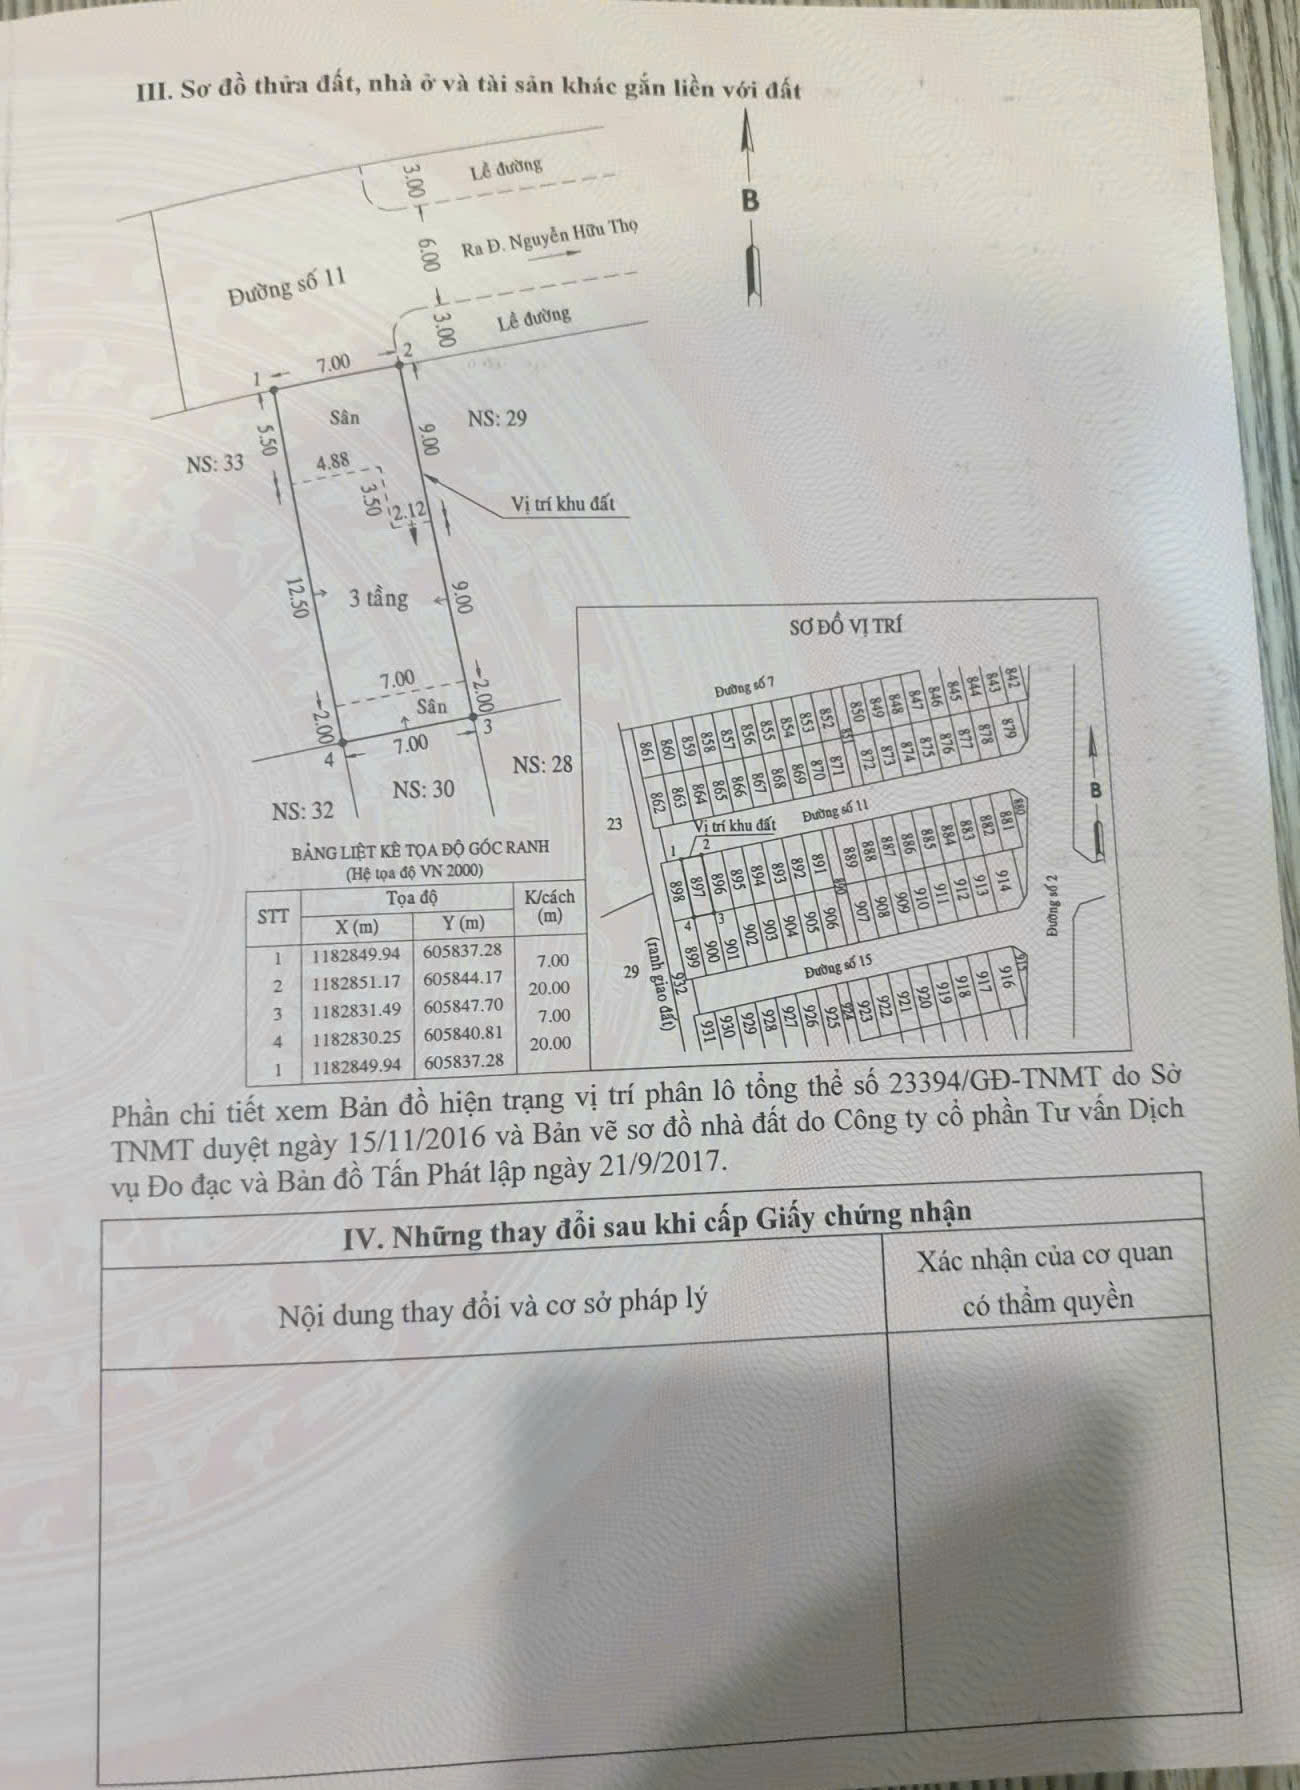 III. Sơ đồ thửa đất, nhà ở và tài sản khác gắn liền với đất
3.00
Lề đường
B
6.00
Ra Đ. Nguyễn Hữu Thọ
Đường số 11
3.00
Lề đường
1
7.00
2
Sân
5.50
9.00
NS: 29
NS: 33
4.88
3.50
2.12
Vị trí khu đất
12.50
3 tầng
9.00
7.00
2.00
Sân
2.00
3
4
7.00
NS: 28
NS: 30
NS: 32
BẢNG LIỆT KÊ TỌA ĐỘ GÓC RANH
(Hệ tọa độ VN 2000)
STT
Tọa độ
K/cách
(m)
X (m)
Y (m)
1 1182849.94 605837.28
7.00
2 1182851.17 605844.17
20.00
3 1182831.49 605847.70
7.00
4 1182830.25 605840.81
20.00
1 1182849.94 605837.28
SƠ ĐỒ VỊ TRÍ
Đường số 7
861 860 859 858 857 856 855 854 853 852 851 850 849 848 847 846 845 844 843 842
862 863 864 865 866 867 868 869 870 871 872 873 874 875 876 877 878 879
B
23
Vị trí khu đất
Đường số 11
1
2
898 897 896 895 894 893 892 891 890 889 888 887 886 885 884 883 882 881 880
4
3
899 900 901 902 903 904 905 906 907 908 909 910 911 912 913 914
Đường số 2
29
(ranh giao đất)
932
Đường số 15
931 930 929 928 927 926 925 924 923 922 921 920 919 918 917 916 915
Phần chi tiết xem Bản đồ hiện trạng vị trí phân lô tổng thể số 23394/GĐ-TNMT do Sở
TNMT duyệt ngày 15/11/2016 và Bản vẽ sơ đồ nhà đất do Công ty cổ phần Tư vấn Dịch
vụ Đo đạc và Bản đồ Tấn Phát lập ngày 21/9/2017.
IV. Những thay đổi sau khi cấp Giấy chứng nhận
Nội dung thay đổi và cơ sở pháp lý
Xác nhận của cơ quan
có thẩm quyền